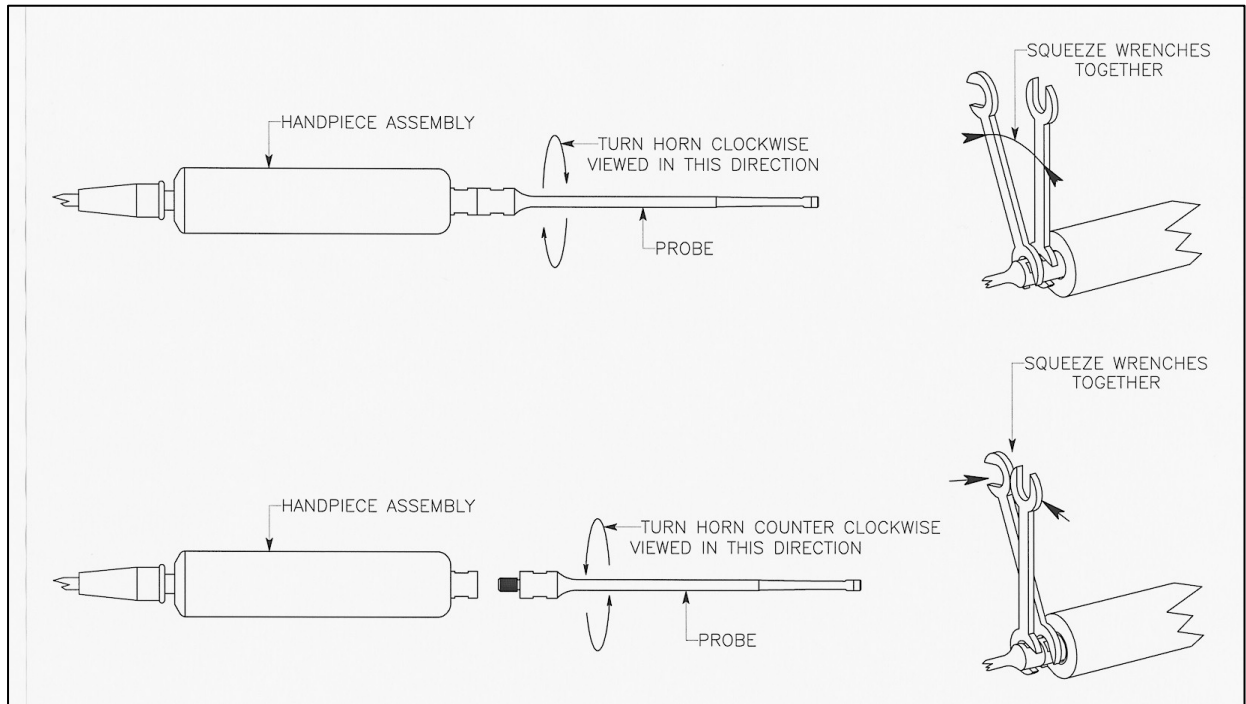 SQUEEZE WRENCHES
TOGETHER
HANDPIECE ASSEMBLY
TURN HORN CLOCKWISE
VIEWED IN THIS DIRECTION
PROBE
SQUEEZE WRENCHES
TOGETHER
HANDPIECE ASSEMBLY
TURN HORN COUNTER CLOCKWISE
VIEWED IN THIS DIRECTION
PROBE